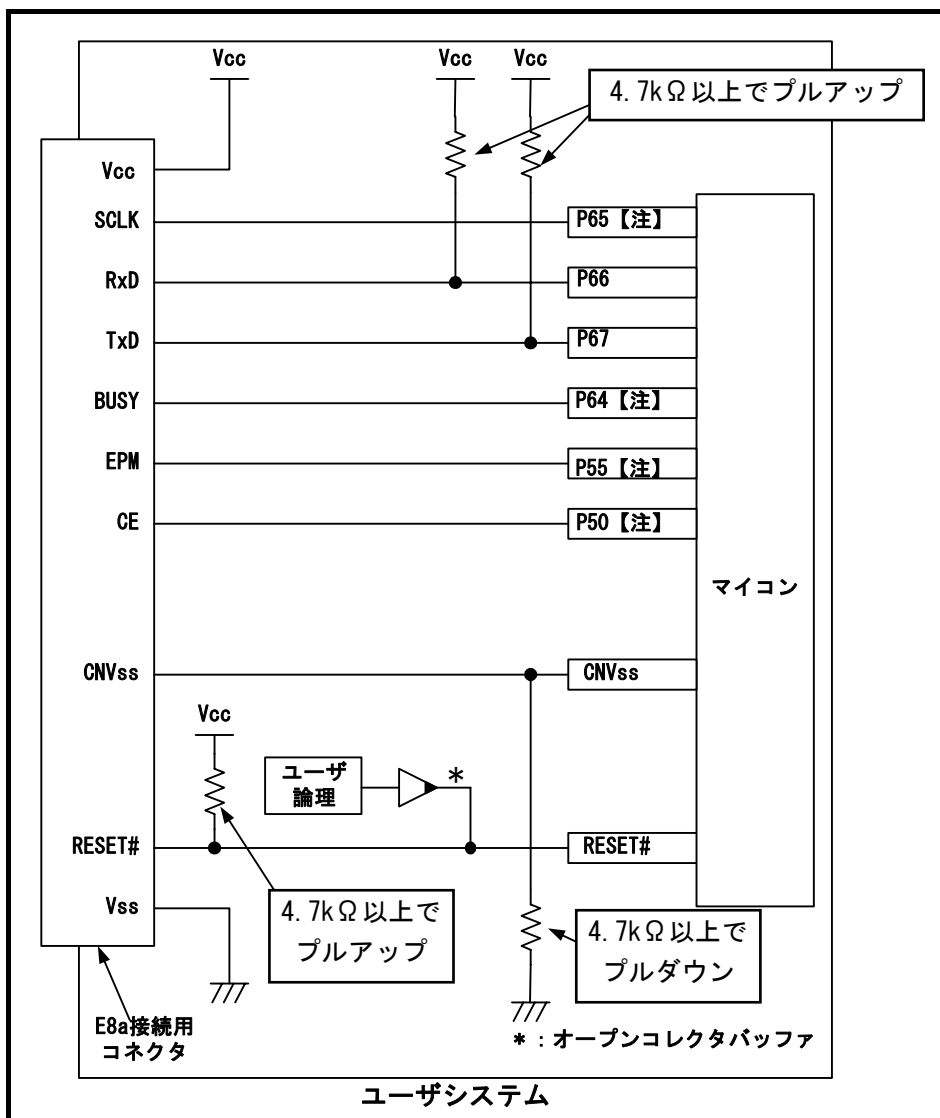 Vcc
Vcc
Vcc
4.7kΩ以上でプルアップ
Vcc
SCLK
P65【注】
RxD
P66
TxD
P67
BUSY
P64【注】
EPM
P55【注】
CE
P50【注】
マイコン
CNVss
CNVss
Vcc
ユーザ
論理
*
RESET#
RESET#
Vss
4.7kΩ以上で
プルアップ
4.7kΩ以上で
プルダウン
E8a接続用
コネクタ
*：オープンコレクタバッファ
ユーザシステム